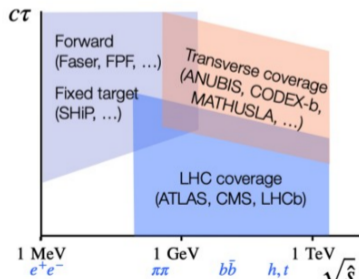 cτ
Forward
(Faser, FPF, ...)
Fixed target
(SHiP, ...)
Transverse coverage
(ANUBIS, CODEX-b,
MATHUSLA, ...)
LHC coverage
(ATLAS, CMS, LHCb)
1 MeV 1 GeV 1 TeV
e⁺e⁻ ππ bb̄ h, t √ŝ